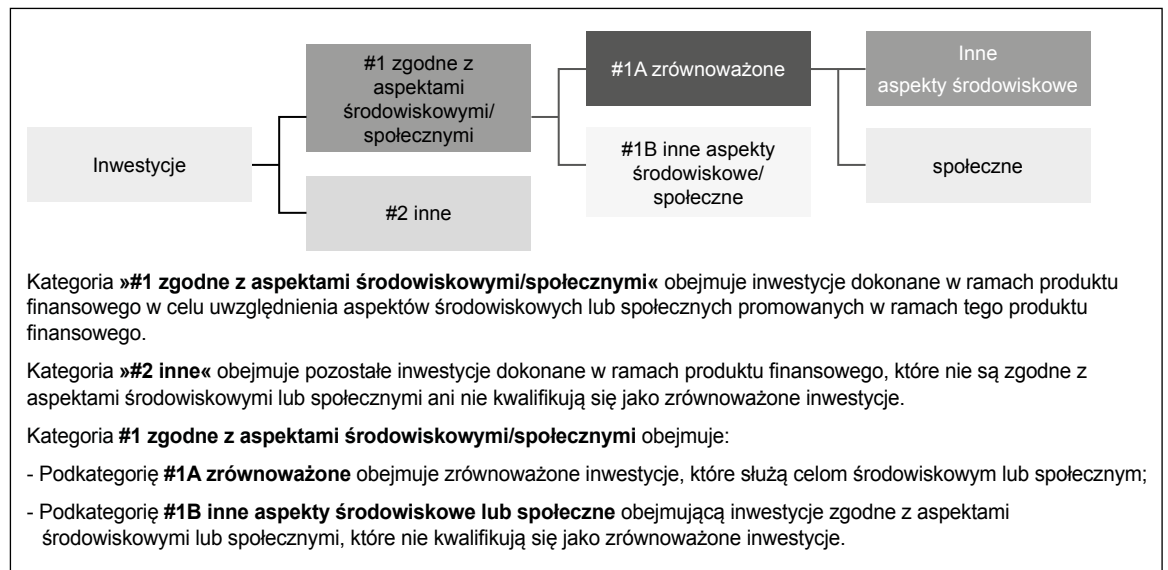 Inwestycje
#1 zgodne z
aspektami
środowiskowymi/
społecznymi
#2 inne
#1A zrównoważone
#1B inne aspekty
środowiskowe/
społeczne
Inne
aspekty środowiskowe
społeczne
Kategoria »#1 zgodne z aspektami środowiskowymi/społecznymi« obejmuje inwestycje dokonane w ramach produktu
finansowego w celu uwzględnienia aspektów środowiskowych lub społecznych promowanych w ramach tego produktu
finansowego.
Kategoria »#2 inne« obejmuje pozostałe inwestycje dokonane w ramach produktu finansowego, które nie są zgodne z
aspektami środowiskowymi lub społecznymi ani nie kwalifikują się jako zrównoważone inwestycje.
Kategoria #1 zgodne z aspektami środowiskowymi/społecznymi obejmuje:
- Podkategorię #1A zrównoważone obejmuje zrównoważone inwestycje, które służą celom środowiskowym lub społecznym;
- Podkategorię #1B inne aspekty środowiskowe lub społeczne obejmującą inwestycje zgodne z aspektami
środowiskowymi lub społecznymi, które nie kwalifikują się jako zrównoważone inwestycje.